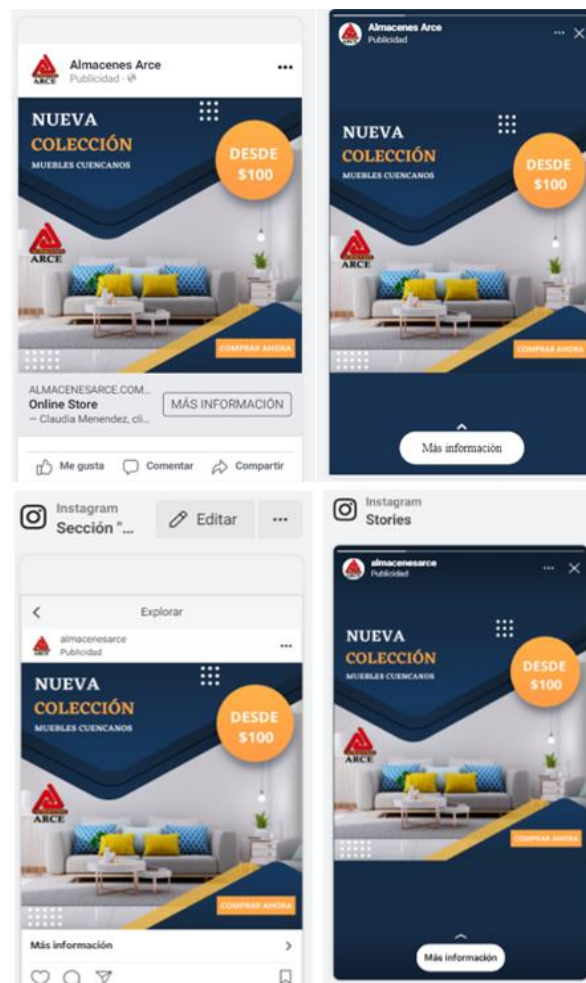 Almacenes Arce
Publicidad ·
ARCE
NUEVA
COLECCIÓN
MUEBLES CUENCANOS
DESDE
$100
ARCE
COMPRAR AHORA
ALMACENESARCE.COM...
Online Store
— Claudia Menendez, cli...
MÁS INFORMACIÓN
Me gusta
Comentar
Compartir
Almacenes Arce
Publicidad
NUEVA
COLECCIÓN
MUEBLES CUENCANOS
DESDE
$100
ARCE
COMPRAR AHORA
Más información
Instagram
Sección "...
Editar
Explorar
almacenesarce
Publicidad
NUEVA
COLECCIÓN
MUEBLES CUENCANOS
DESDE
$100
ARCE
COMPRAR AHORA
Más información
Instagram
Stories
almacenesarce
Publicidad
NUEVA
COLECCIÓN
MUEBLES CUENCANOS
DESDE
$100
ARCE
COMPRAR AHORA
Más información